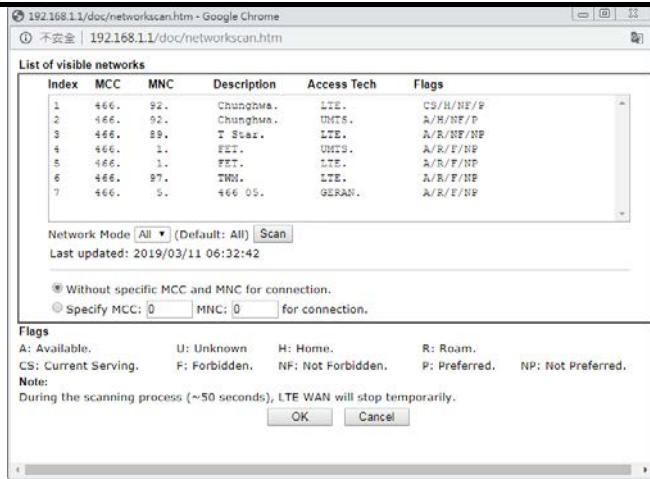 192.168.1.1/doc/networkscan.htm - Google Chrome
不安全 | 192.168.1.1/doc/networkscan.htm
List of visible networks
Index MCC MNC Description Access Tech Flags
1 466. 92. Chunghwa. LTE. CS/H/NF/P
2 466. 92. Chunghwa. UMTS. A/H/NF/P
3 466. 89. T Star. LTE. A/R/NF/NP
4 466. 1. FET. UMTS. A/R/F/NP
5 466. 1. FET. LTE. A/R/F/NP
6 466. 97. TWM. LTE. A/R/F/NP
7 466. 5. 466 05. GERAN. A/R/F/NP
Network Mode All (Default: All) Scan
Last updated: 2019/03/11 06:32:42
Without specific MCC and MNC for connection.
Specify MCC: 0 MNC: 0 for connection.
Flags
A: Available. U: Unknown H: Home. R: Roam.
CS: Current Serving. F: Forbidden. NF: Not Forbidden. P: Preferred. NP: Not Preferred.
Note:
During the scanning process (~50 seconds), LTE WAN will stop temporarily.
OK Cancel